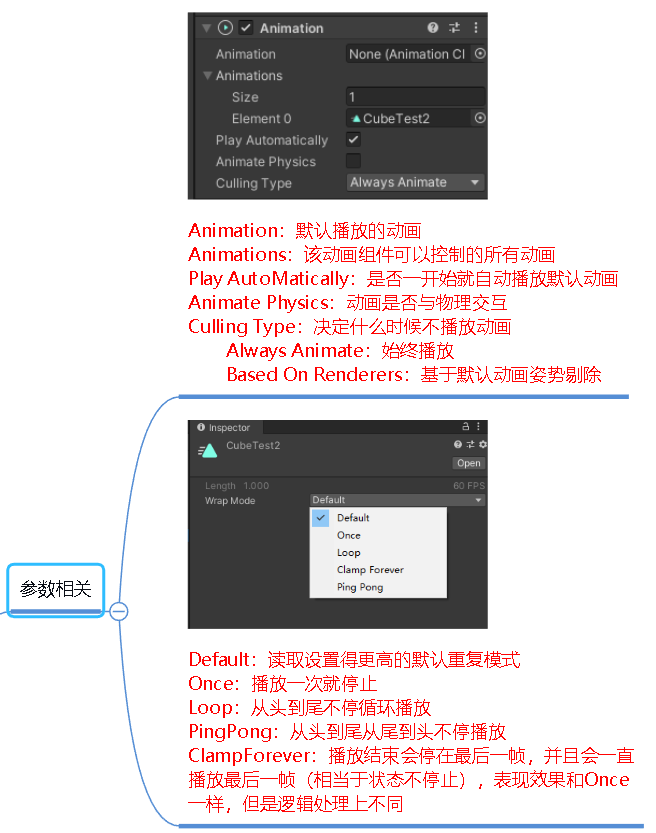 Animation
Animation None (Animation Cl
Animations
Size 1
Element 0 CubeTest2
Play Automatically
Animate Physics
Culling Type Always Animate
Animation：默认播放的动画
Animations：该动画组件可以控制的所有动画
Play AutoMatically：是否一开始就自动播放默认动画
Animate Physics：动画是否与物理交互
Culling Type：决定什么时候不播放动画
Always Animate：始终播放
Based On Renderers：基于默认动画姿势剔除
Inspector
CubeTest2
Open
Length 1.000 60 FPS
Wrap Mode Default
Default
Once
Loop
Clamp Forever
Ping Pong
参数相关
Default：读取设置得更高的默认重复模式
Once：播放一次就停止
Loop：从头到尾不停循环播放
PingPong：从头到尾从尾到头不停播放
ClampForever：播放结束会停在最后一帧，并且会一直
播放最后一帧（相当于状态不停止），表现效果和Once
一样，但是逻辑处理上不同